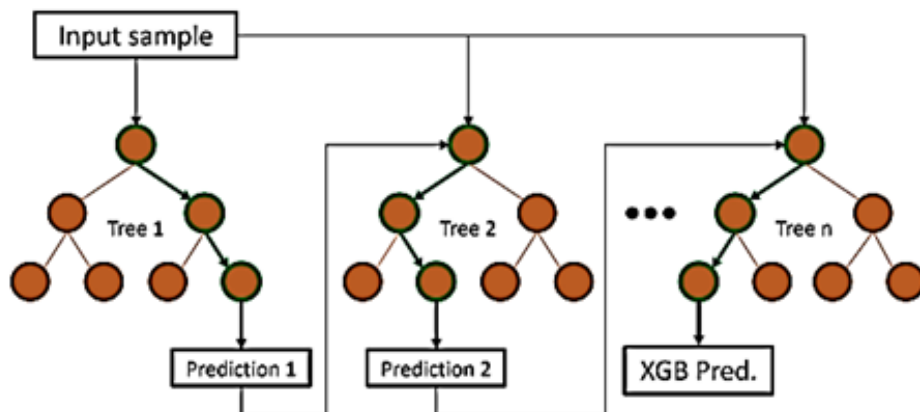 Input sample
Tree 1
Tree 2
Tree n
Prediction 1
Prediction 2
XGB Pred.